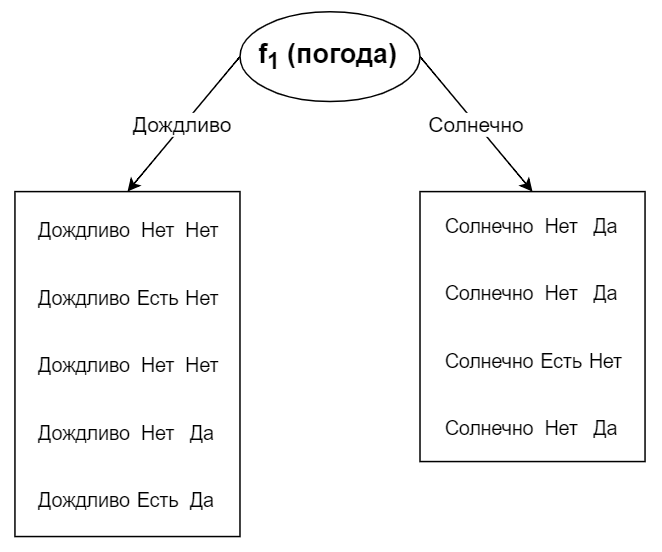 f₁ (погода)
Дождливо
Солнечно
Дождливо Нет Нет
Дождливо Есть Нет
Дождливо Нет Нет
Дождливо Нет Да
Дождливо Есть Да
Солнечно Нет Да
Солнечно Нет Да
Солнечно Есть Нет
Солнечно Нет Да